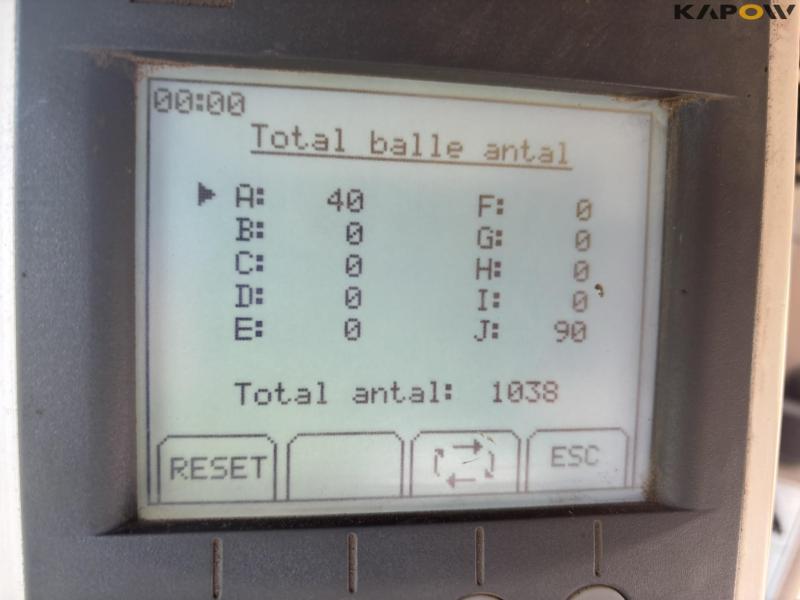 KAPOW
00:00
Total balle antal
A: 40 F: 0
B: 0 G: 0
C: 0 H: 0
D: 0 I: 0
E: 0 J: 90
Total antal: 1038
RESET ESC